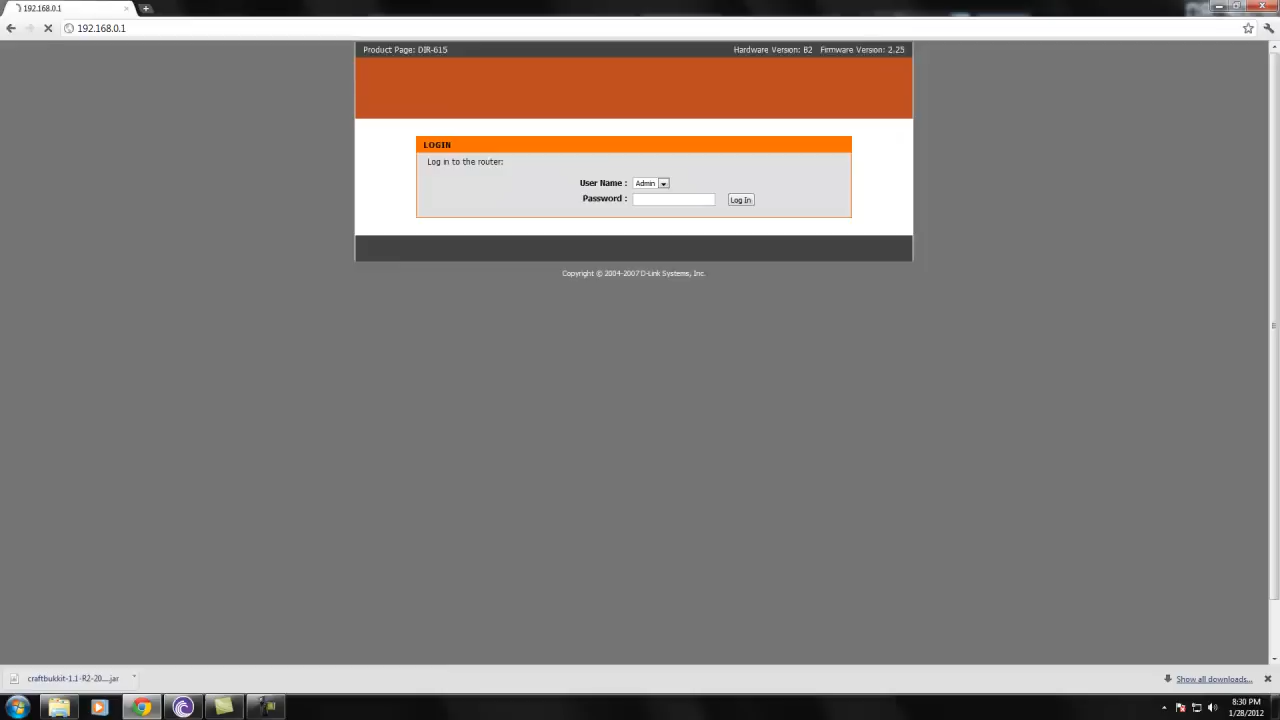 192.168.0.1
192.168.0.1
Product Page: DIR-615
Hardware Version: B2 Firmware Version: 2.25
LOGIN
Log in to the router:
User Name :
Admin
Password :
Log In
Copyright © 2004-2007 D-Link Systems, Inc.
craftbukkit-1.1-R2-20....jar
Show all downloads...
8:30 PM
1/28/2012